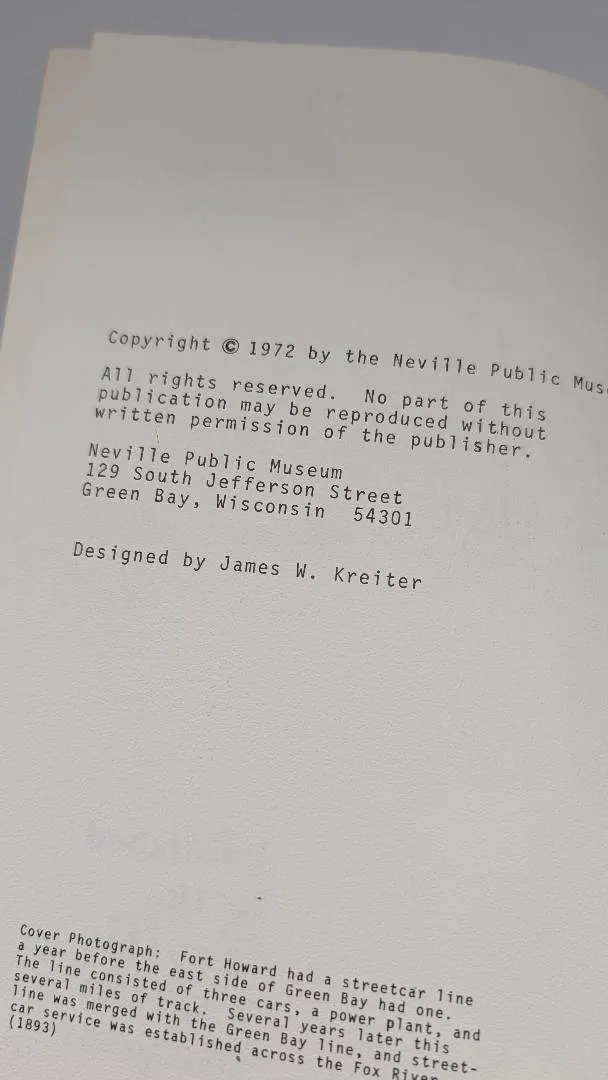 Copyright © 1972 by the Neville Public Mus
All rights reserved. No part of this
publication may be reproduced without
written permission of the publisher.
Neville Public Museum
129 South Jefferson Street
Green Bay, Wisconsin 54301
Designed by James W. Kreiter
Cover Photograph: Fort Howard had a streetcar line
a year before the east side of Green Bay had one.
The line consisted of three cars, a power plant, and
several miles of track. Several years later this
line was merged with the Green Bay line, and street-
car service was established across the Fox River
(1893)